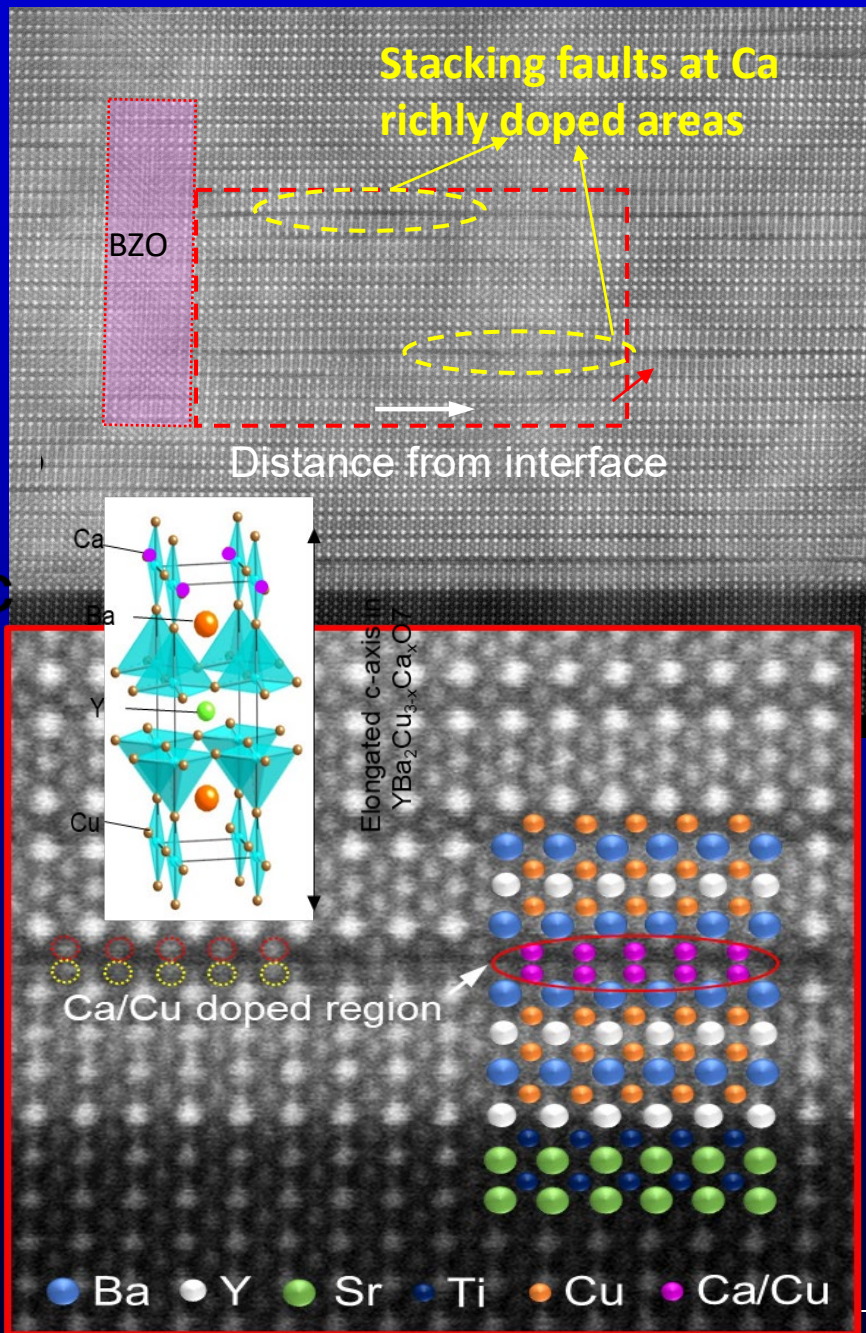 Stacking faults at Ca
richly doped areas
BZO
Distance from interface
Ca
Ba
Y
Cu
Elongated c-axis in
YBa₂Cu₃₋ₓCaₓO7
Ca/Cu doped region
Ba Y Sr Ti Cu Ca/Cu